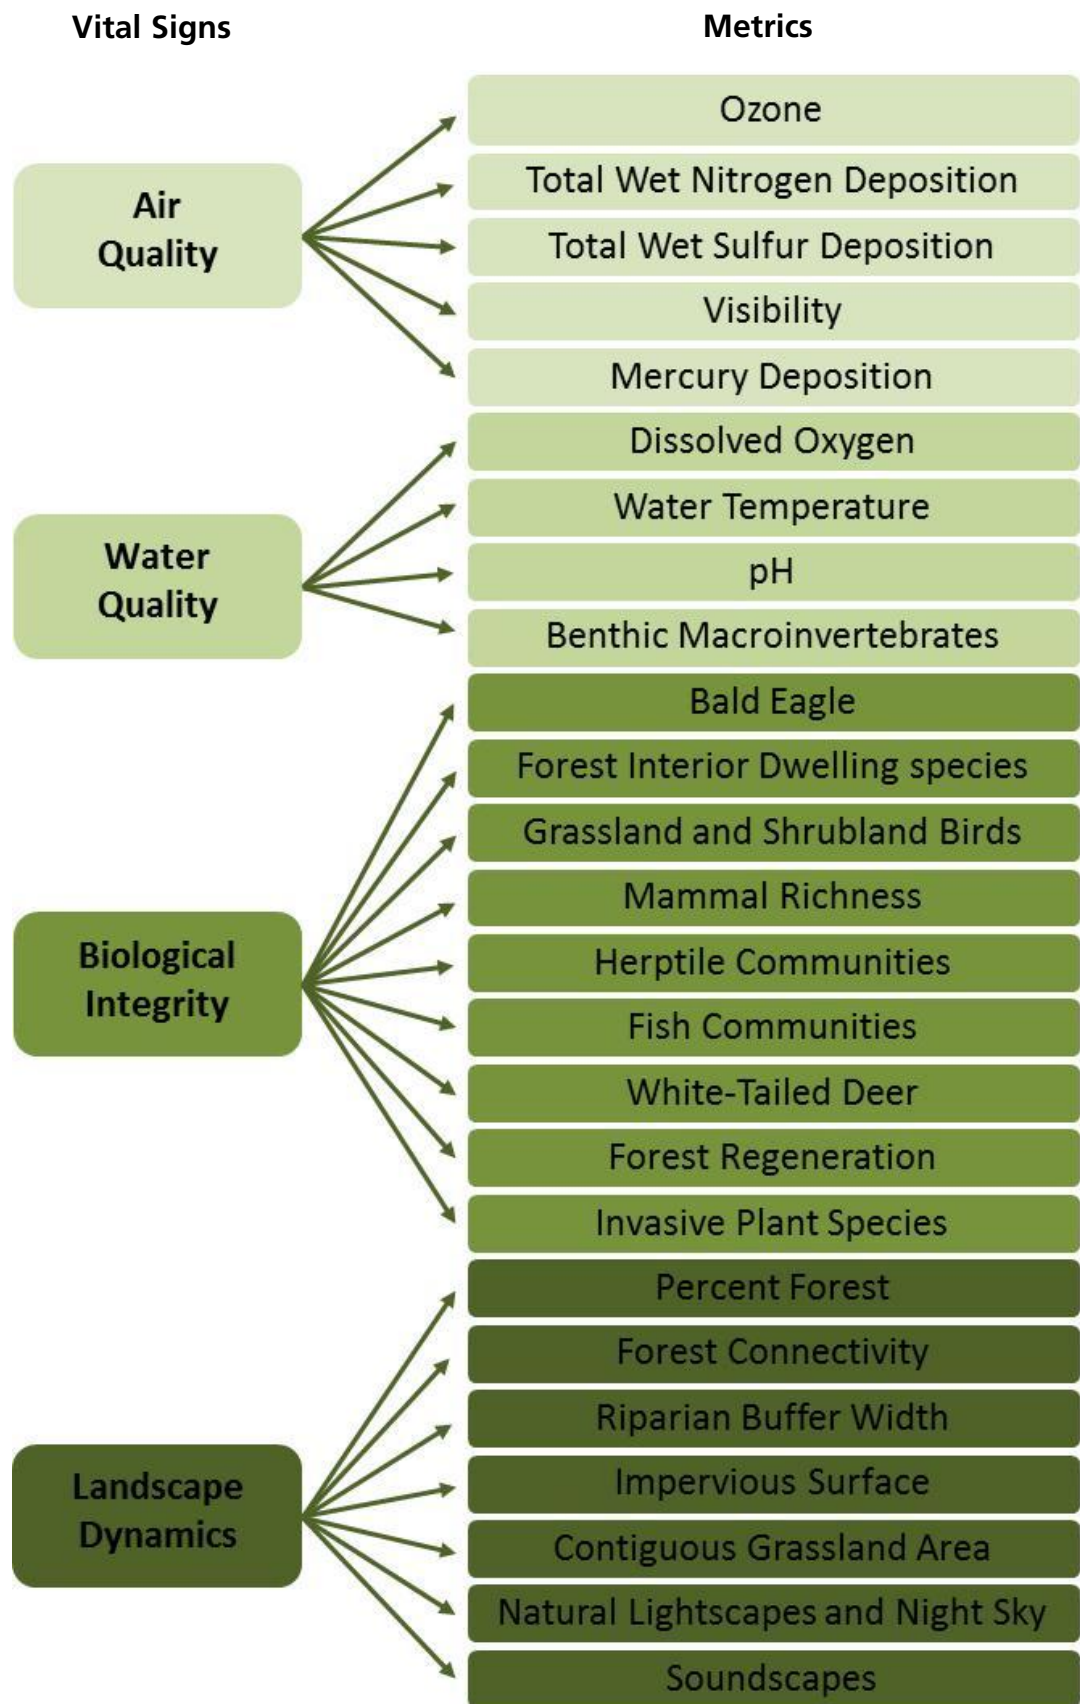 Vital Signs
Metrics
Ozone
Total Wet Nitrogen Deposition
Air
Quality
Total Wet Sulfur Deposition
Visibility
Mercury Deposition
Dissolved Oxygen
Water Temperature
Water
Quality
pH
Benthic Macroinvertebrates
Bald Eagle
Forest Interior Dwelling species
Grassland and Shrubland Birds
Mammal Richness
Biological
Integrity
Herptile Communities
Fish Communities
White-Tailed Deer
Forest Regeneration
Invasive Plant Species
Percent Forest
Forest Connectivity
Riparian Buffer Width
Landscape
Dynamics
Impervious Surface
Contiguous Grassland Area
Natural Lightscapes and Night Sky
Soundscapes